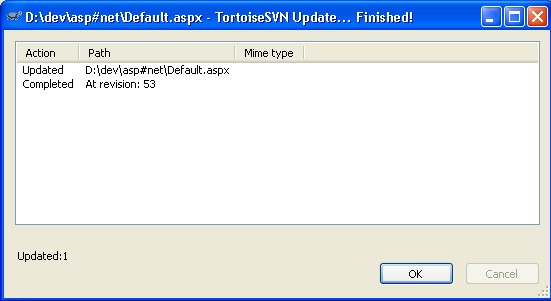 D:\dev\asp#net\Default.aspx - TortoiseSVN Update... Finished!
Action Path Mime type
Updated D:\dev\asp#net\Default.aspx
Completed At revision: 53
Updated:1
OK Cancel